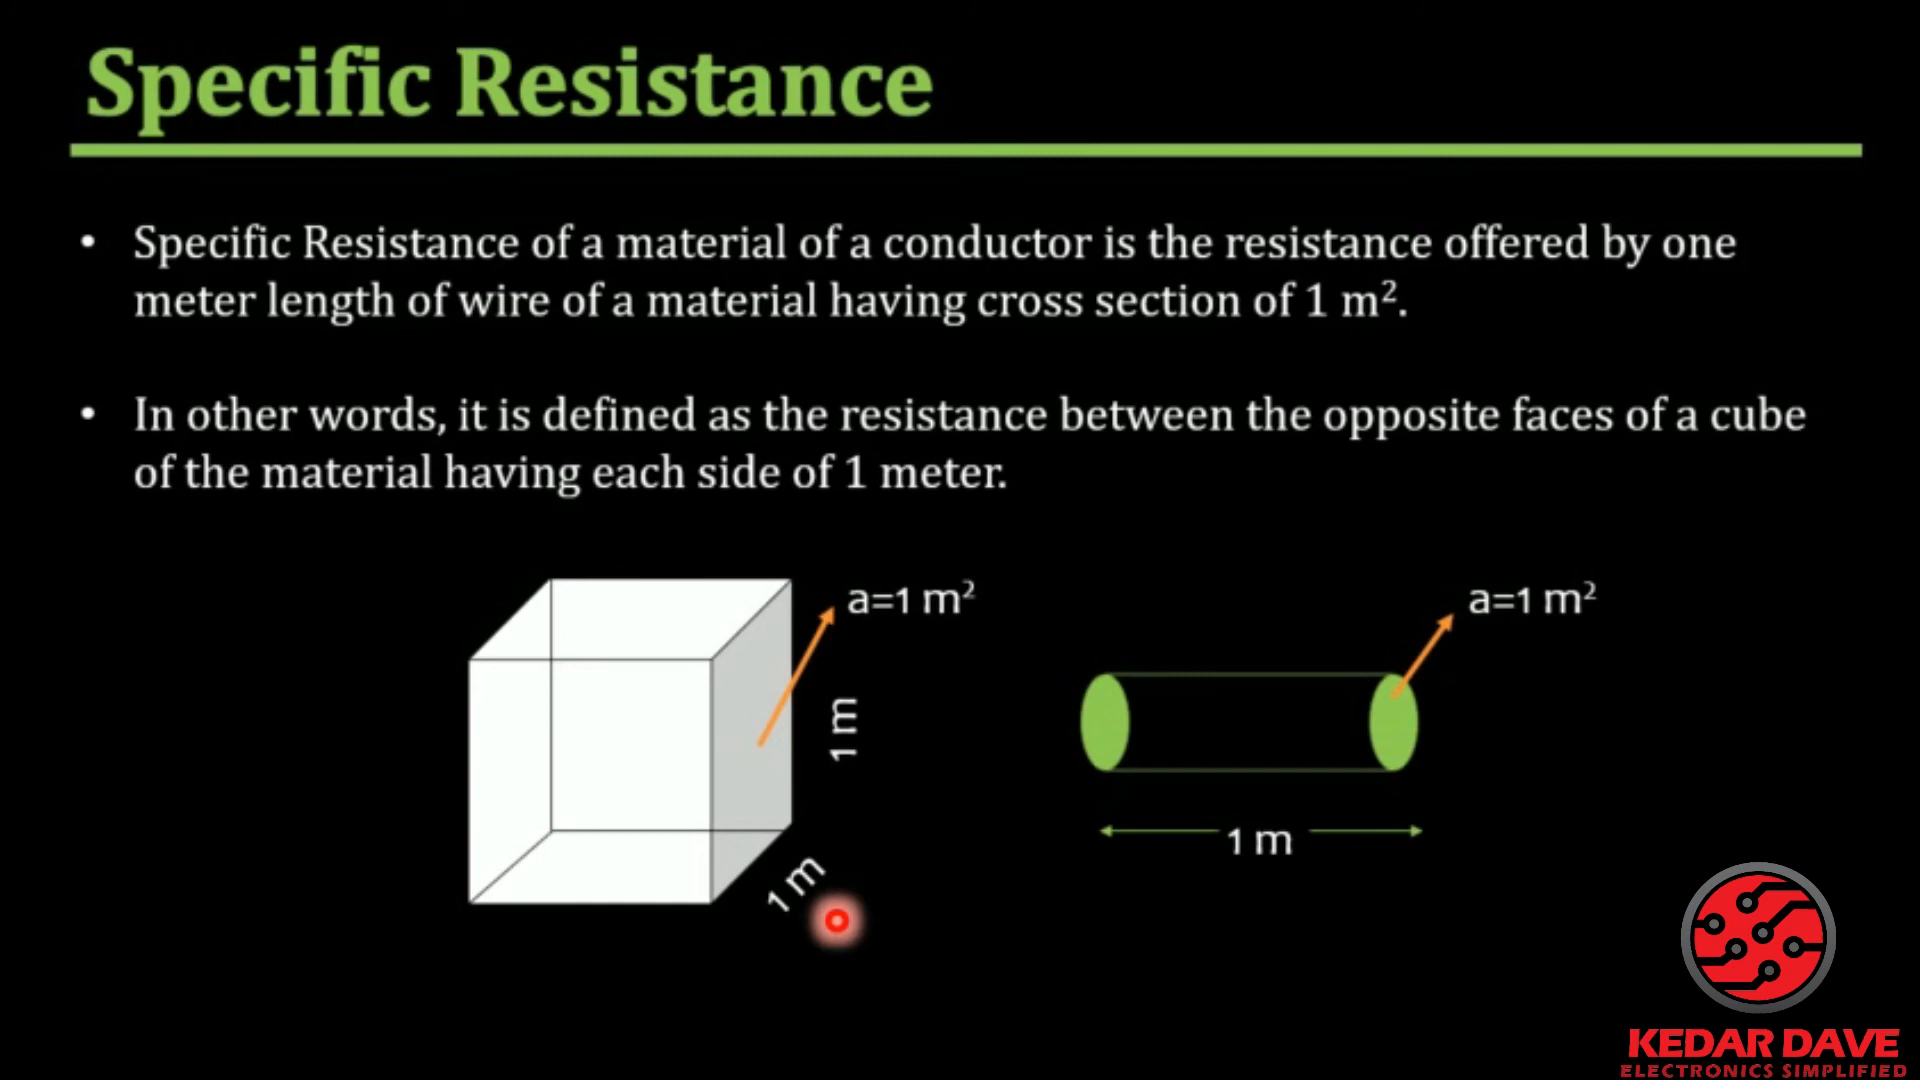 Specific Resistance
• Specific Resistance of a material of a conductor is the resistance offered by one
meter length of wire of a material having cross section of 1 m².
• In other words, it is defined as the resistance between the opposite faces of a cube
of the material having each side of 1 meter.
a=1 m²
1 m
1 m
a=1 m²
1 m
KEDAR DAVE
ELECTRONICS SIMPLIFIED